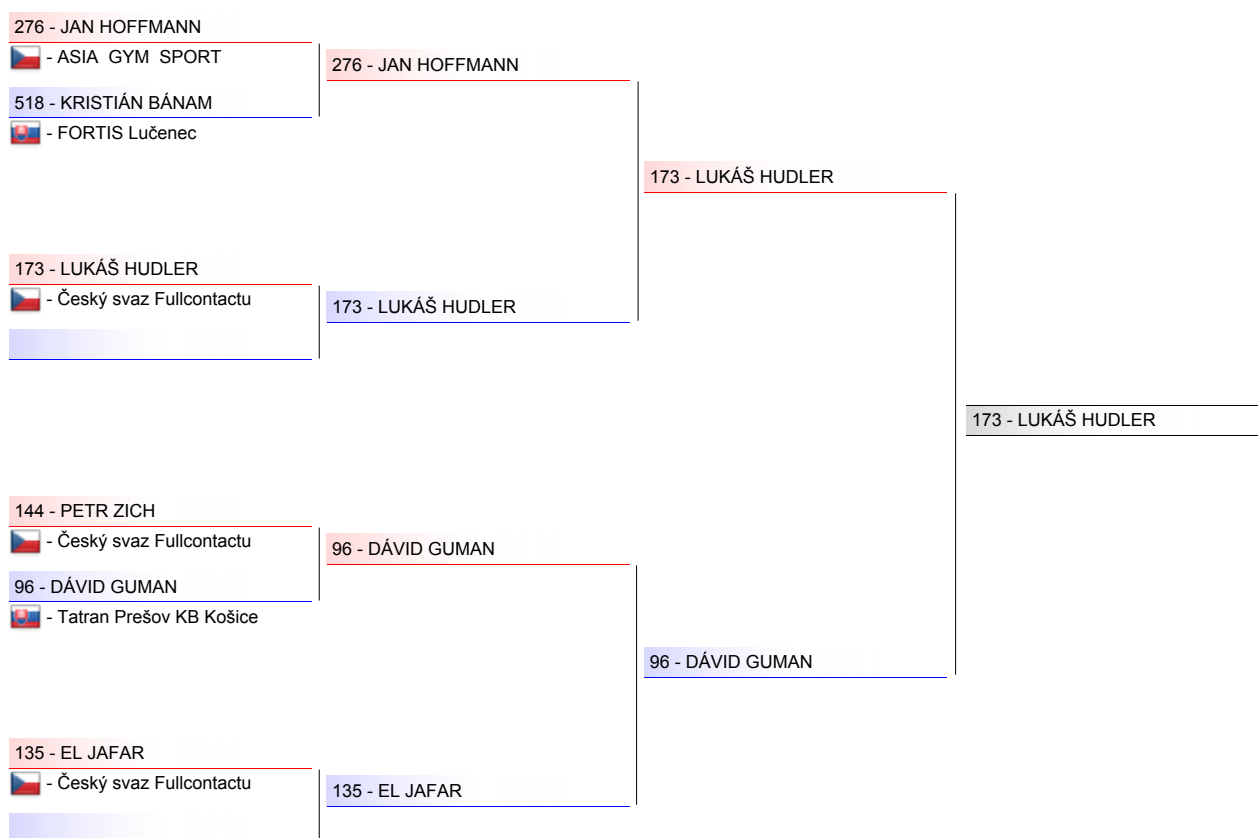 276 - JAN HOFFMANN
- ASIA GYM SPORT
518 - KRISTIÁN BÁNAM
- FORTIS Lučenec
276 - JAN HOFFMANN
173 - LUKÁŠ HUDLER
173 - LUKÁŠ HUDLER
- Český svaz Fullcontactu
173 - LUKÁŠ HUDLER
173 - LUKÁŠ HUDLER
144 - PETR ZICH
- Český svaz Fullcontactu
96 - DÁVID GUMAN
- Tatran Prešov KB Košice
96 - DÁVID GUMAN
96 - DÁVID GUMAN
135 - EL JAFAR
- Český svaz Fullcontactu
135 - EL JAFAR